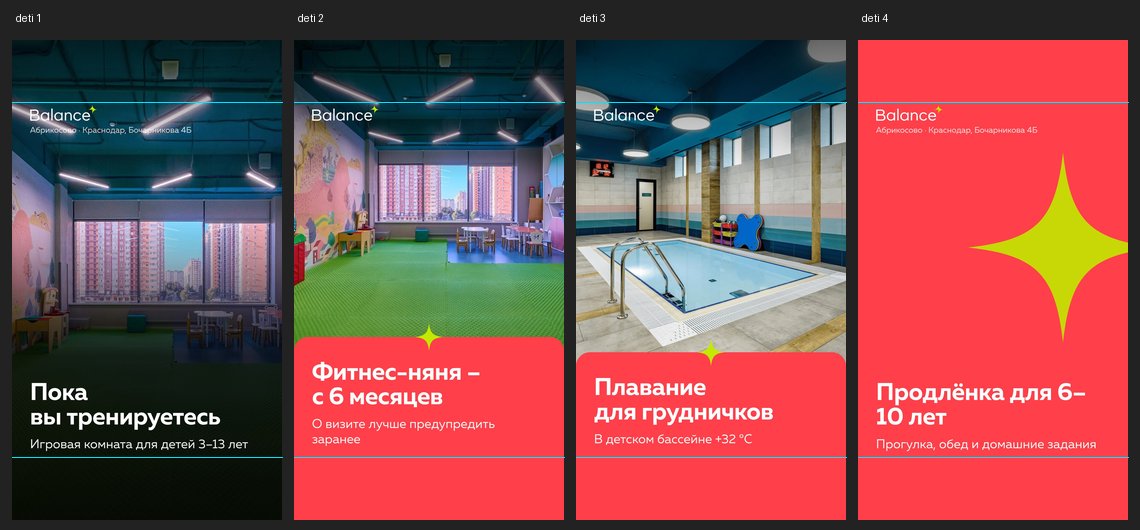 deti 1
Balance
Абрикосово · Краснодар, Бочарникова 4Б
Пока
вы тренируетесь
Игровая комната для детей 3–13 лет
deti 2
Balance
Фитнес-няня –
с 6 месяцев
О визите лучше предупредить
заранее
deti 3
Balance
Плавание
для грудничков
В детском бассейне +32 °C
deti 4
Balance
Абрикосово · Краснодар, Бочарникова 4Б
Продлёнка для 6–
10 лет
Прогулка, обед и домашние задания